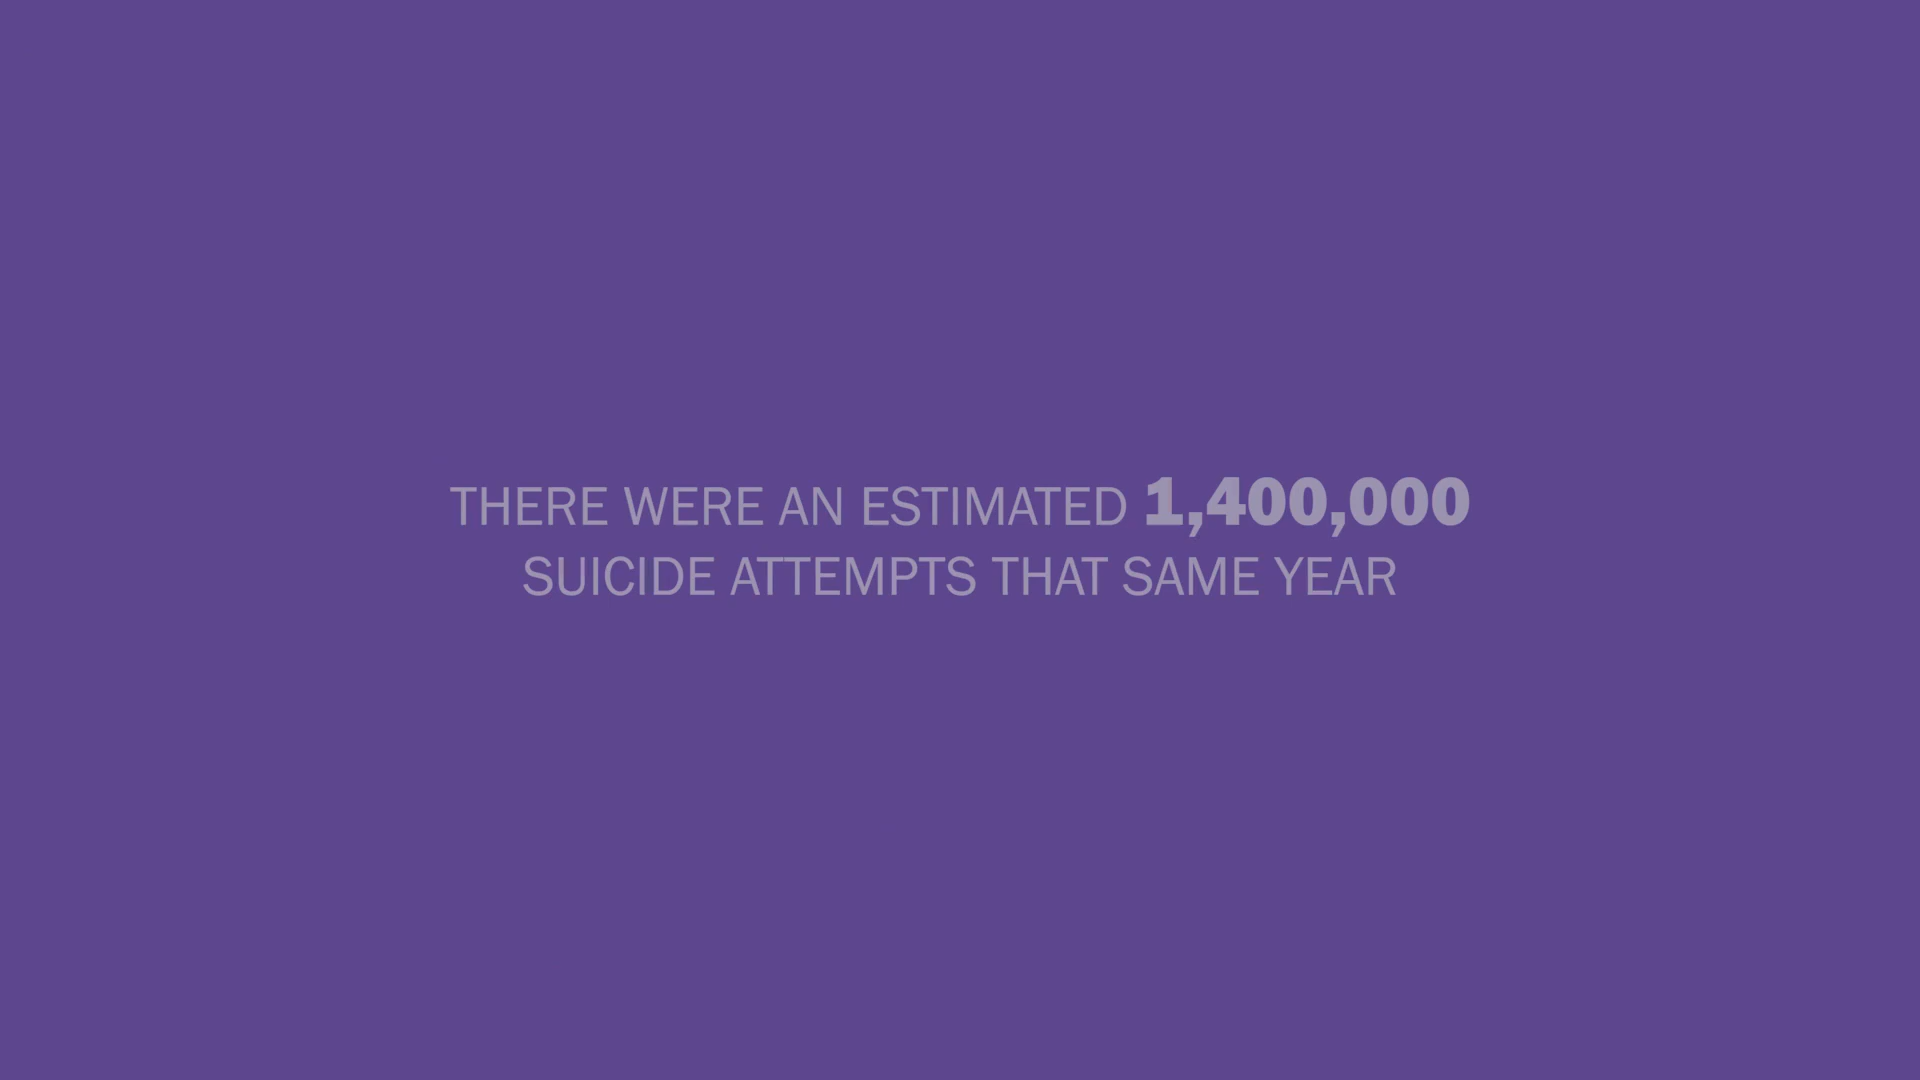 THERE WERE AN ESTIMATED 1,400,000
SUICIDE ATTEMPTS THAT SAME YEAR